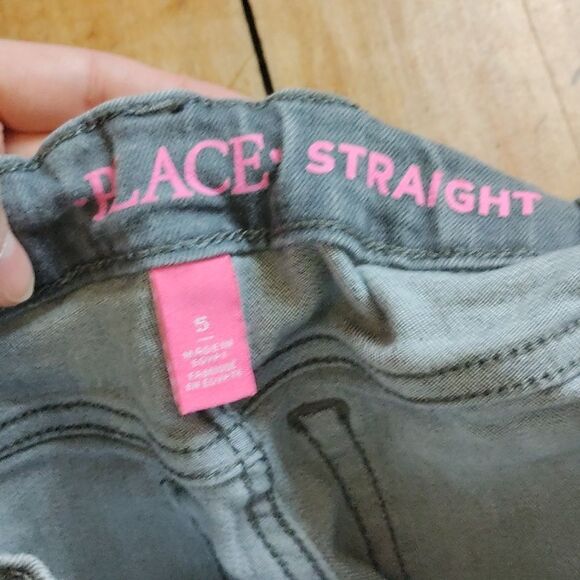 PLACE
STRAIGHT
5
MADE IN
EGYPT
FABRIQUÉ
EN ÉGYPTE